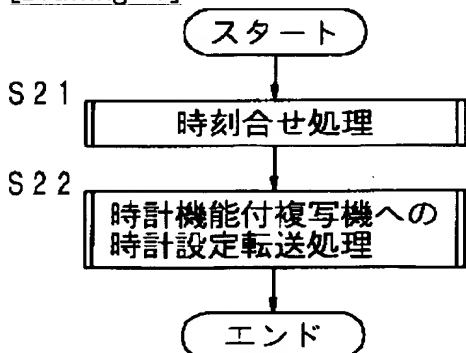 スタート
S21
時刻合せ処理
S22
時計機能付複写機への
時計設定転送処理
エンド